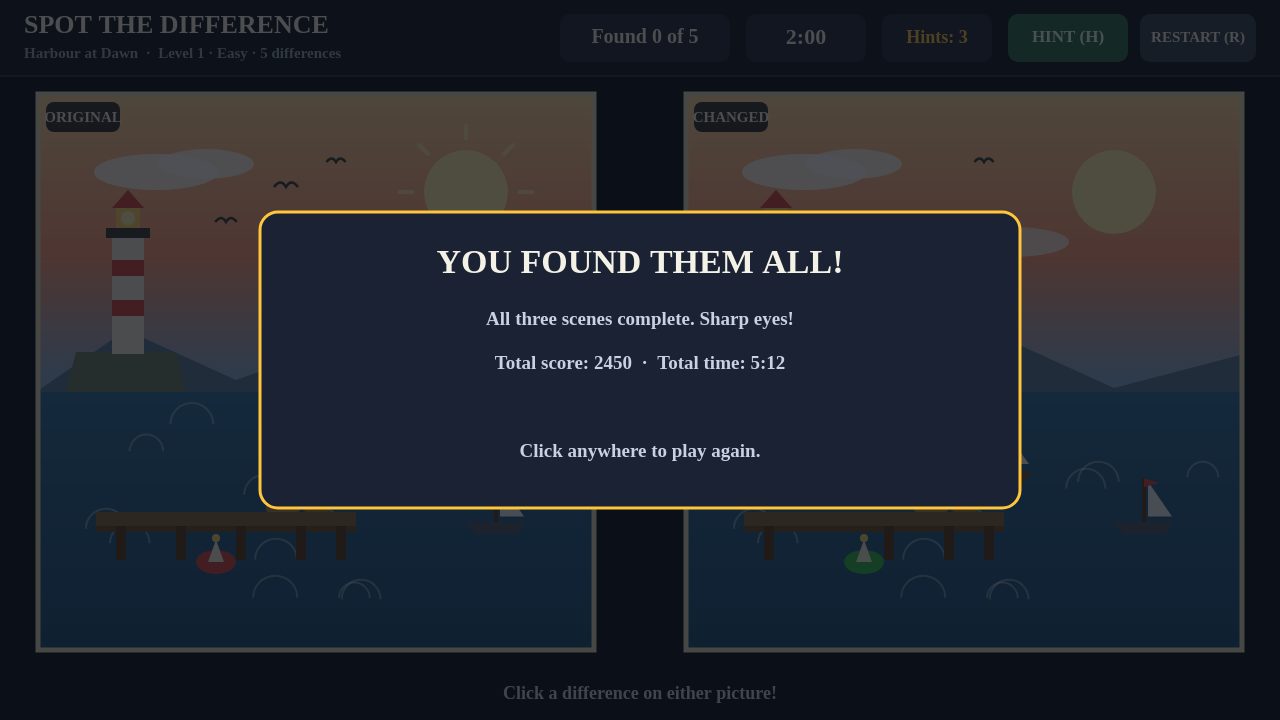 SPOT THE DIFFERENCE
Harbour at Dawn · Level 1 · Easy · 5 differences
Found 0 of 5
2:00
Hints: 3
HINT (H)
RESTART (R)
ORIGINAL
CHANGED
YOU FOUND THEM ALL!
All three scenes complete. Sharp eyes!
Total score: 2450 · Total time: 5:12
Click anywhere to play again.
Click a difference on either picture!